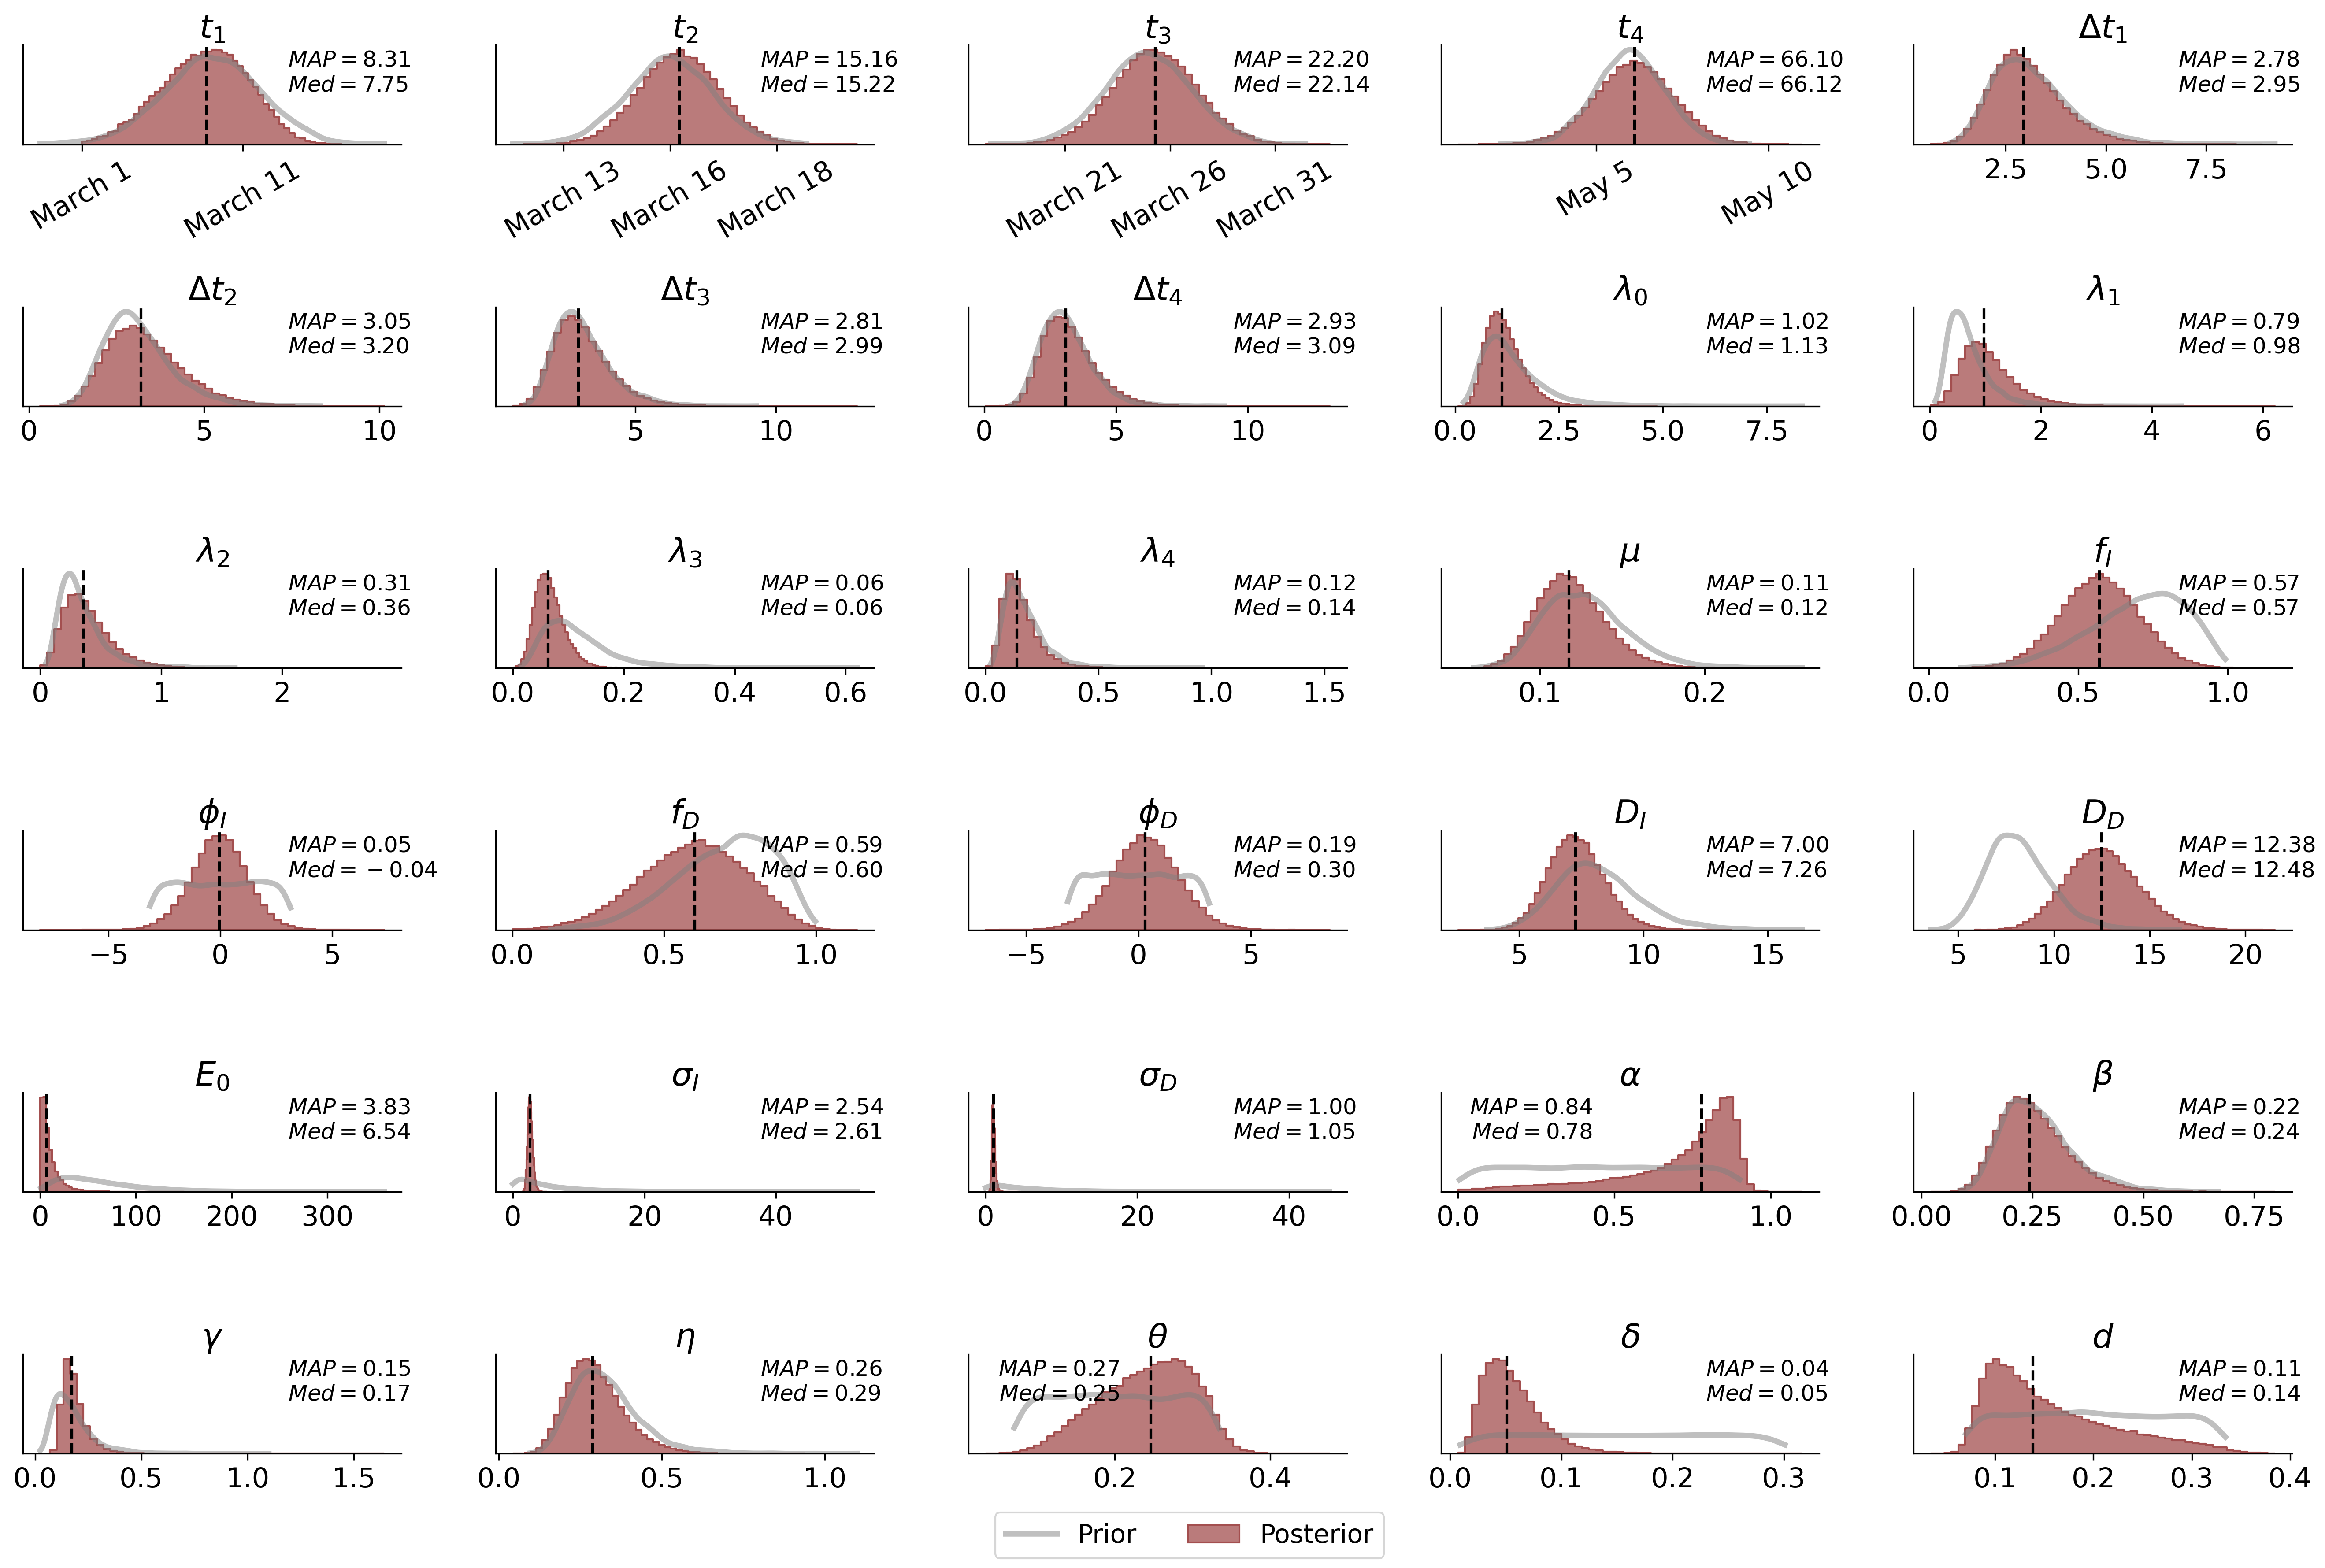 t₁ t₂ t₃ t₄ Δt₁
MAP = 8.31 MAP = 15.16 MAP = 22.20 MAP = 66.10 MAP = 2.78
Med = 7.75 Med = 15.22 Med = 22.14 Med = 66.12 Med = 2.95
March 1 March 11 March 13 March 16 March 18 March 21 March 26 March 31 May 5 May 10 2.5 5.0 7.5
Δt₂ Δt₃ Δt₄ λ₀ λ₁
MAP = 3.05 MAP = 2.81 MAP = 2.93 MAP = 1.02 MAP = 0.79
Med = 3.20 Med = 2.99 Med = 3.09 Med = 1.13 Med = 0.98
0 5 10 5 10 0 5 10 0.0 2.5 5.0 7.5 0 2 4 6
λ₂ λ₃ λ₄ μ f_I
MAP = 0.31 MAP = 0.06 MAP = 0.12 MAP = 0.11 MAP = 0.57
Med = 0.36 Med = 0.06 Med = 0.14 Med = 0.12 Med = 0.57
0 1 2 0.0 0.2 0.4 0.6 0.0 0.5 1.0 1.5 0.1 0.2 0.0 0.5 1.0
ϕ_I f_D ϕ_D D_I D_D
MAP = 0.05 MAP = 0.59 MAP = 0.19 MAP = 7.00 MAP = 12.38
Med = −0.04 Med = 0.60 Med = 0.30 Med = 7.26 Med = 12.48
−5 0 5 0.0 0.5 1.0 −5 0 5 5 10 15 5 10 15 20
E₀ σ_I σ_D α β
MAP = 3.83 MAP = 2.54 MAP = 1.00 MAP = 0.84 MAP = 0.22
Med = 6.54 Med = 2.61 Med = 1.05 Med = 0.78 Med = 0.24
0 100 200 300 0 20 40 0 20 40 0.0 0.5 1.0 0.00 0.25 0.50 0.75
γ η θ δ d
MAP = 0.15 MAP = 0.26 MAP = 0.27 MAP = 0.04 MAP = 0.11
Med = 0.17 Med = 0.29 Med = 0.25 Med = 0.05 Med = 0.14
0.0 0.5 1.0 1.5 0.0 0.5 1.0 0.2 0.4 0.0 0.1 0.2 0.3 0.1 0.2 0.3 0.4
Prior Posterior